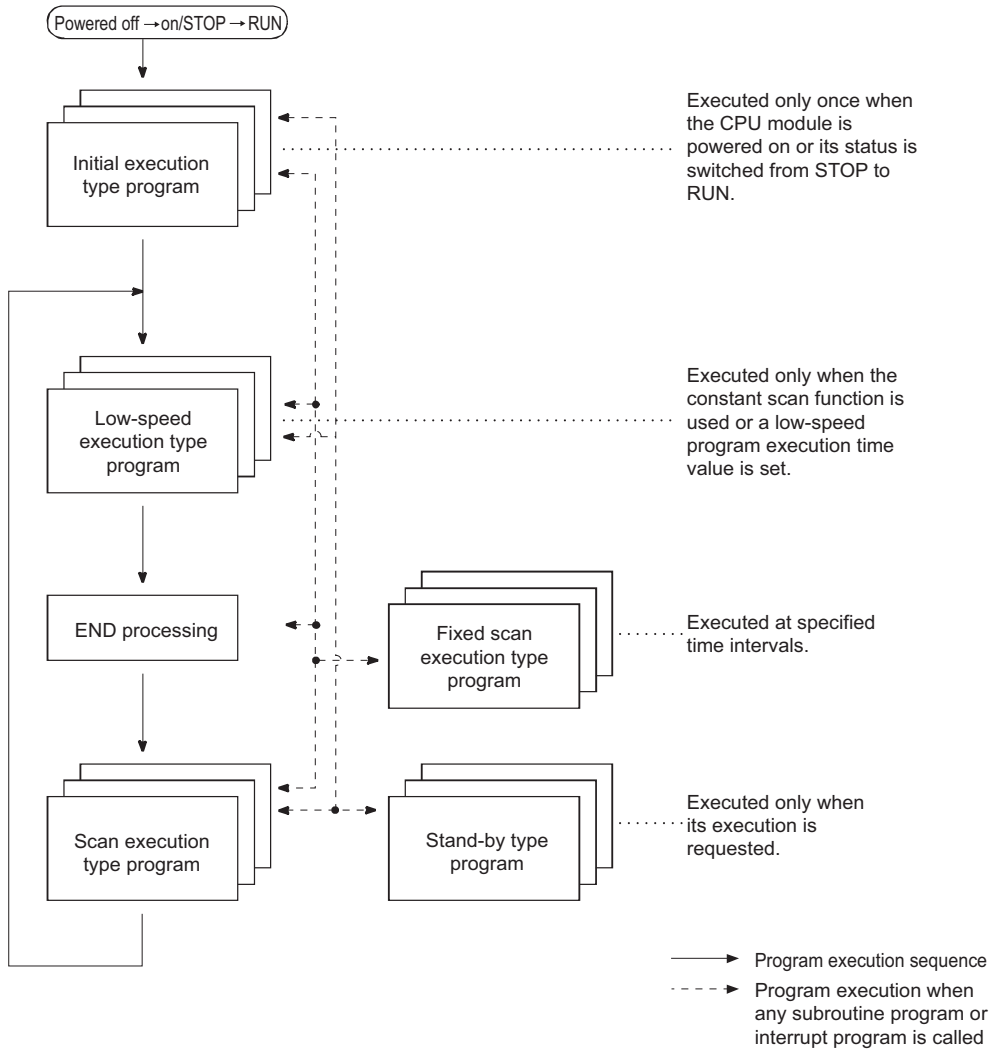 Powered off →on/STOP → RUN
Initial execution
type program
Executed only once when
the CPU module is
powered on or its status is
switched from STOP to
RUN.
Low-speed
execution type
program
Executed only when the
constant scan function is
used or a low-speed
program execution time
value is set.
END processing
Fixed scan
execution type
program
Executed at specified
time intervals.
Scan execution
type program
Stand-by type
program
Executed only when
its execution is
requested.
Program execution sequence
Program execution when
any subroutine program or
interrupt program is called